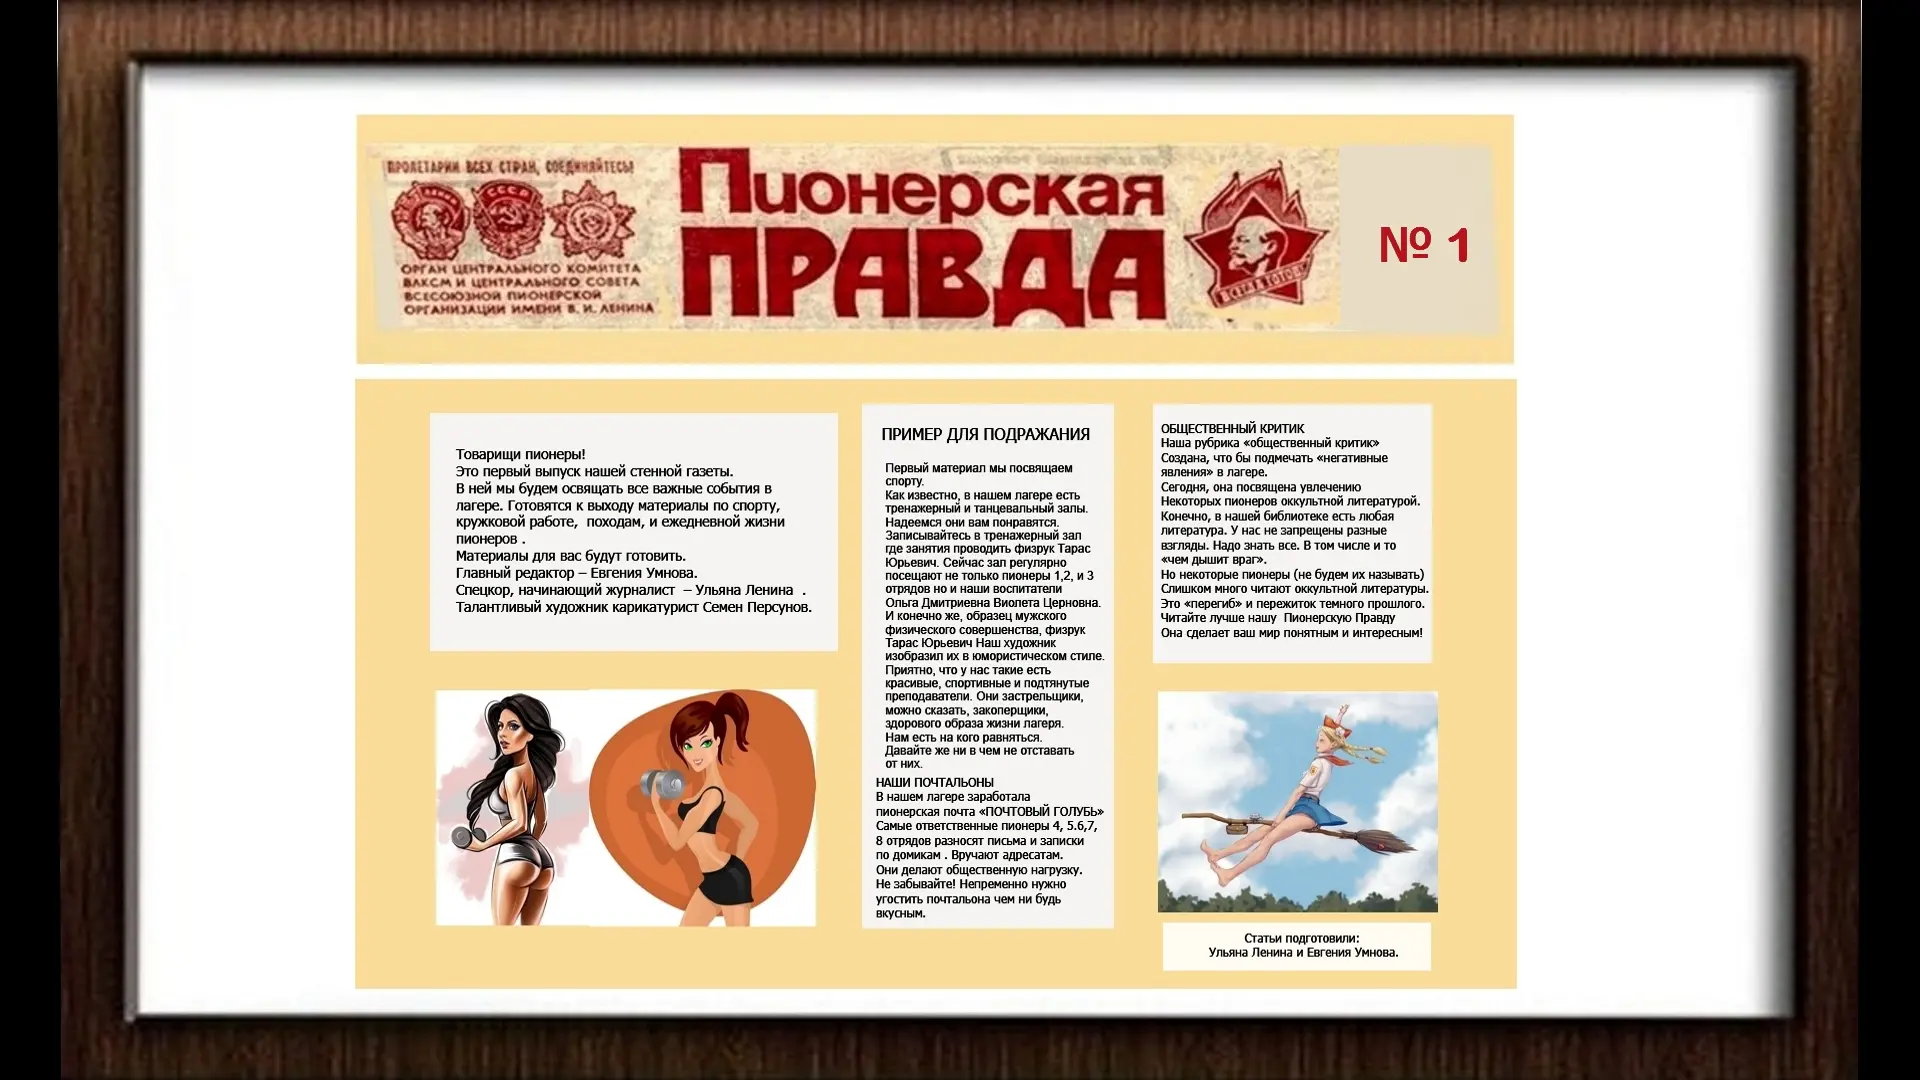 ПРОЛЕТАРИИ ВСЕХ СТРАН, СОЕДИНЯЙТЕСЬ!
СССР
ОРГАН ЦЕНТРАЛЬНОГО КОМИТЕТА
ВЛКСМ И ЦЕНТРАЛЬНОГО СОВЕТА
ВСЕСОЮЗНОЙ ПИОНЕРСКОЙ
ОРГАНИЗАЦИИ ИМЕНИ В. И. ЛЕНИНА
Пионерская
ПРАВДА
ВСЕГДА ГОТОВ!
№ 1
Товарищи пионеры!
Это первый выпуск нашей стенной газеты.
В ней мы будем освящать все важные события в
лагере. Готовятся к выходу материалы по спорту,
кружковой работе, походам, и ежедневной жизни
пионеров .
Материалы для вас будут готовить.
Главный редактор – Евгения Умнова.
Спецкор, начинающий журналист – Ульяна Ленина .
Талантливый художник карикатурист Семен Персунов.
ПРИМЕР ДЛЯ ПОДРАЖАНИЯ
Первый материал мы посвящаем
спорту.
Как известно, в нашем лагере есть
тренажерный и танцевальный залы.
Надеемся они вам понравятся.
Записывайтесь в тренажерный зал
где занятия проводить физрук Тарас
Юрьевич. Сейчас зал регулярно
посещают не только пионеры 1,2, и 3
отрядов но и наши воспитатели
Ольга Дмитриевна Виолета Церновна.
И конечно же, образец мужского
физического совершенства, физрук
Тарас Юрьевич Наш художник
изобразил их в юмористическом стиле.
Приятно, что у нас такие есть
красивые, спортивные и подтянутые
преподаватели. Они застрельщики,
можно сказать, закоперщики,
здорового образа жизни лагеря.
Нам есть на кого равняться.
Давайте же ни в чем не отставать
от них.
НАШИ ПОЧТАЛЬОНЫ
В нашем лагере заработала
пионерская почта «ПОЧТОВЫЙ ГОЛУБЬ»
Самые ответственные пионеры 4, 5.6,7,
8 отрядов разносят письма и записки
по домикам . Вручают адресатам.
Они делают общественную нагрузку.
Не забывайте! Непременно нужно
угостить почтальона чем ни будь
вкусным.
ОБЩЕСТВЕННЫЙ КРИТИК
Наша рубрика «общественный критик»
Создана, что бы подмечать «негативные
явления» в лагере.
Сегодня, она посвящена увлечению
Некоторых пионеров оккультной литературой.
Конечно, в нашей библиотеке есть любая
литература. У нас не запрещены разные
взгляды. Надо знать все. В том числе и то
«чем дышит враг».
Но некоторые пионеры (не будем их называть)
Слишком много читают оккультной литературы.
Это «перегиб» и пережиток темного прошлого.
Читайте лучше нашу Пионерскую Правду
Она сделает ваш мир понятным и интересным!
Статьи подготовили:
Ульяна Ленина и Евгения Умнова.